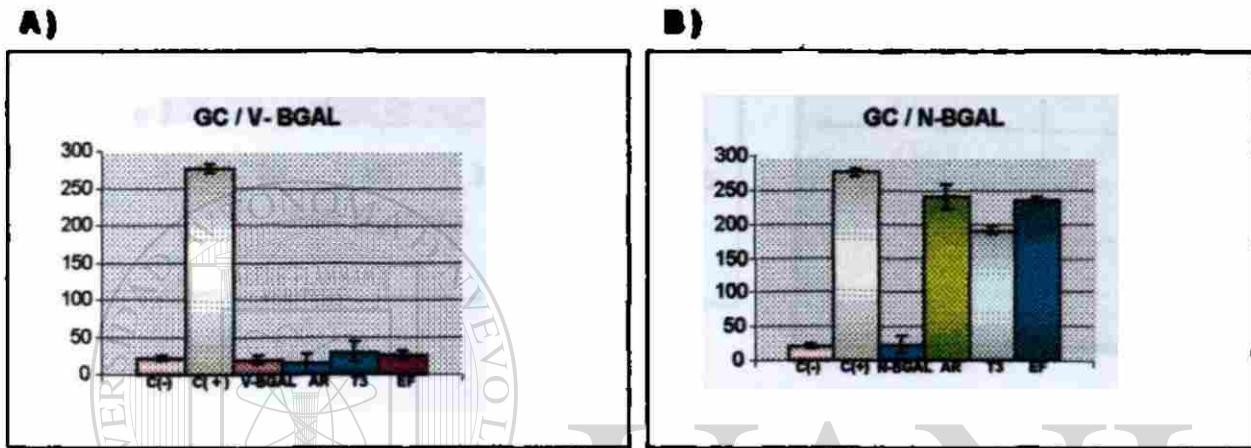 A)
GC / V- BGAL
300
250
200
150
100
50
0
C(-) C(+) V-BGAL AR T3 EF
B)
GC / N-BGAL
300
250
200
150
100
50
0
C(-) C(+) N-BGAL AR T3 EF